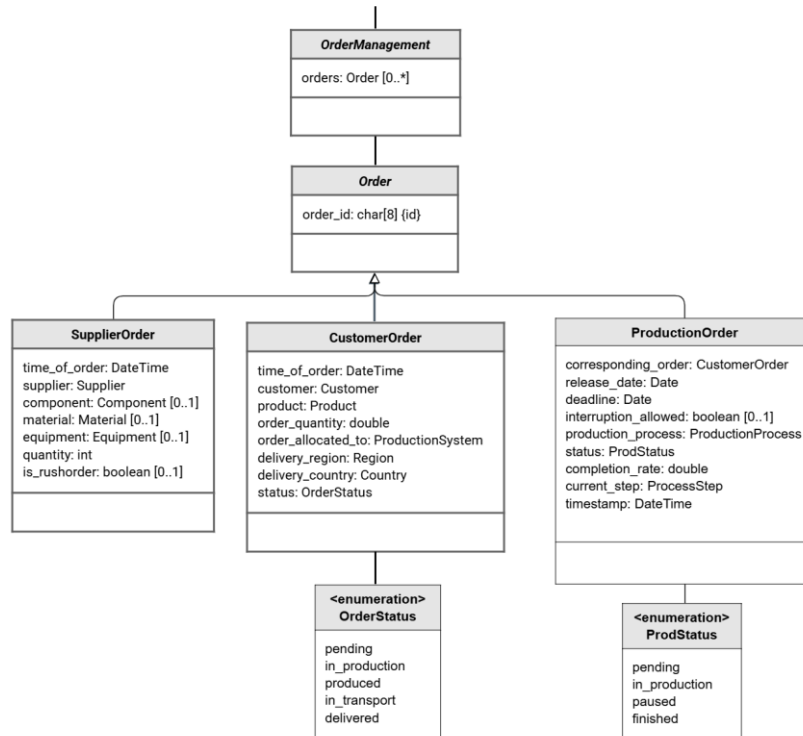 OrderManagement
orders: Order [0..*]
Order
order_id: char[8] {id}
SupplierOrder
time_of_order: DateTime
supplier: Supplier
component: Component [0..1]
material: Material [0..1]
equipment: Equipment [0..1]
quantity: int
is_rushorder: boolean [0..1]
CustomerOrder
time_of_order: DateTime
customer: Customer
product: Product
order_quantity: double
order_allocated_to: ProductionSystem
delivery_region: Region
delivery_country: Country
status: OrderStatus
ProductionOrder
corresponding_order: CustomerOrder
release_date: Date
deadline: Date
interruption_allowed: boolean [0..1]
production_process: ProductionProcess
status: ProdStatus
completion_rate: double
current_step: ProcessStep
timestamp: DateTime
<enumeration>
OrderStatus
pending
in_production
produced
in_transport
delivered
<enumeration>
ProdStatus
pending
in_production
paused
finished